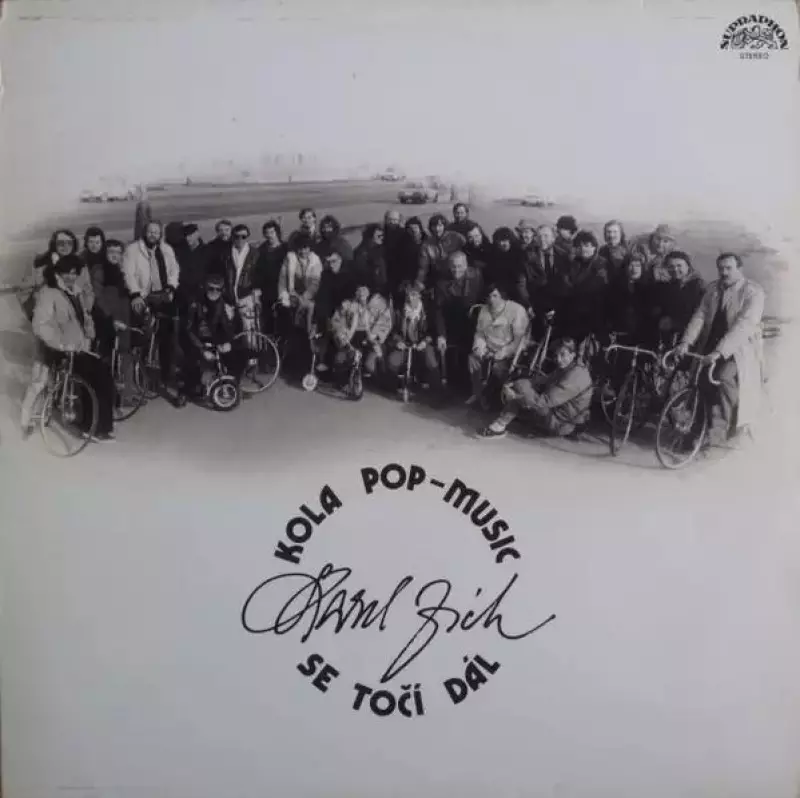 SUPRAPHON
STEREO
KOLA POP-MUSIC
Karel Zich
SE TOČÍ DÁL